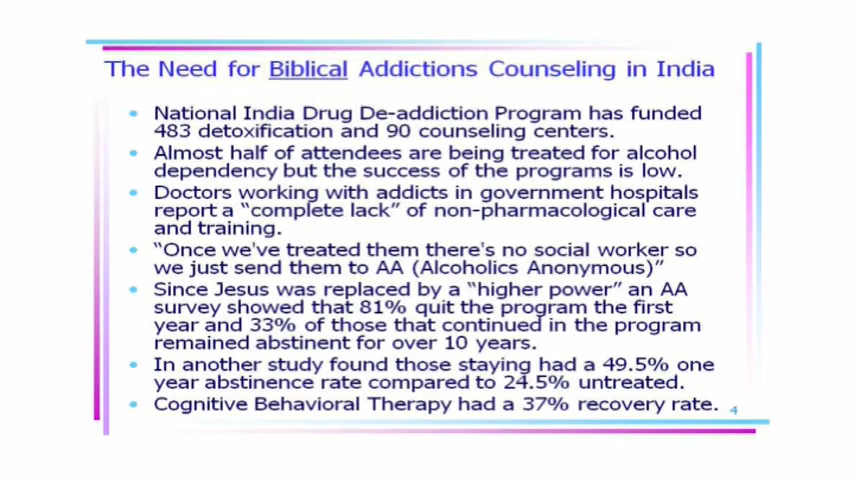 The Need for Biblical Addictions Counseling in India
• National India Drug De-addiction Program has funded
483 detoxification and 90 counseling centers.
• Almost half of attendees are being treated for alcohol
dependency but the success of the programs is low.
• Doctors working with addicts in government hospitals
report a “complete lack” of non-pharmacological care
and training.
• “Once we've treated them there's no social worker so
we just send them to AA (Alcoholics Anonymous)”
• Since Jesus was replaced by a “higher power” an AA
survey showed that 81% quit the program the first
year and 33% of those that continued in the program
remained abstinent for over 10 years.
• In another study found those staying had a 49.5% one
year abstinence rate compared to 24.5% untreated.
• Cognitive Behavioral Therapy had a 37% recovery rate.
4